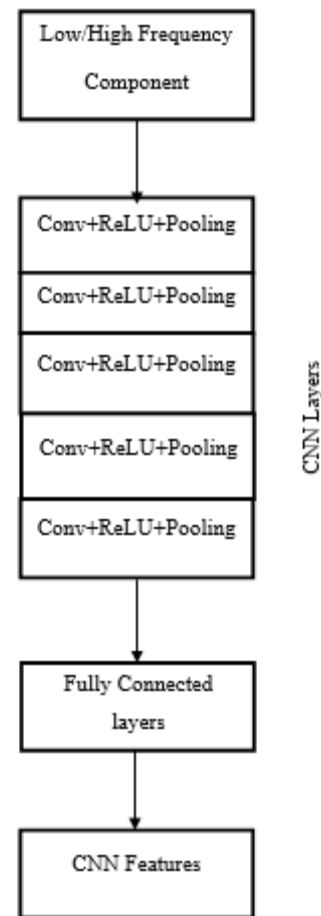 Low/High Frequency
Component
Conv+ReLU+Pooling
Conv+ReLU+Pooling
Conv+ReLU+Pooling
Conv+ReLU+Pooling
Conv+ReLU+Pooling
CNN Layers
Fully Connected
layers
CNN Features